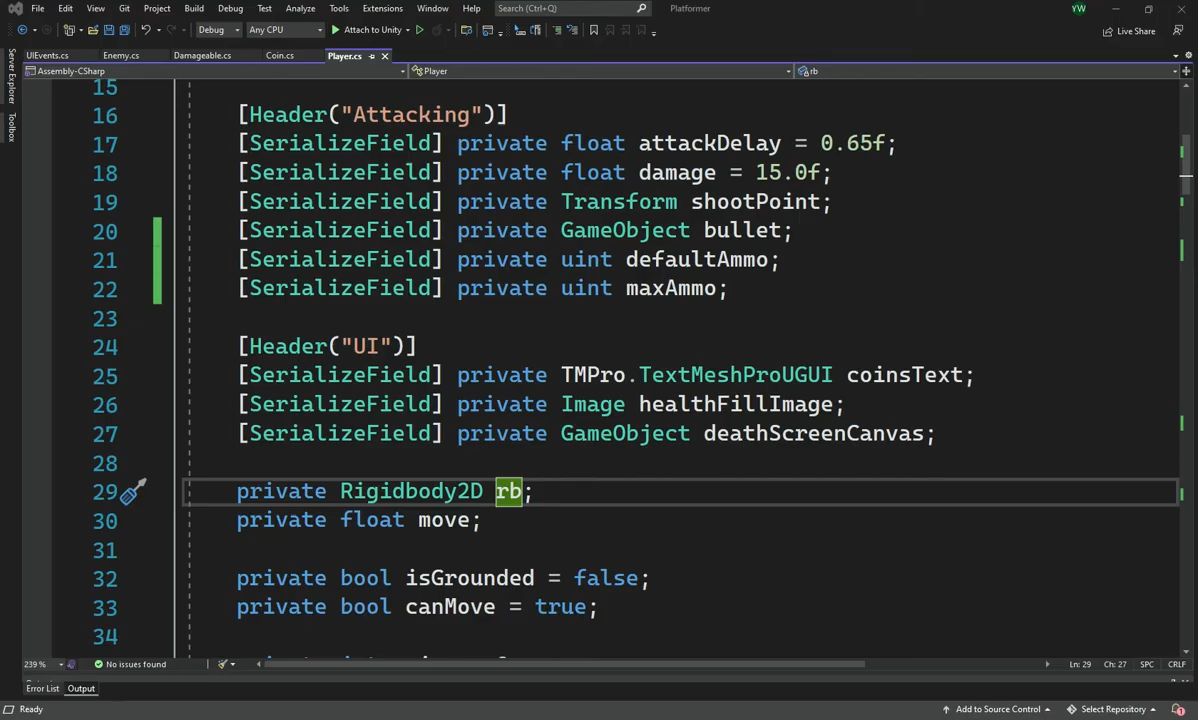 File Edit View Git Project Build Debug Test Analyze Tools Extensions Window Help Search (Ctrl+Q) Platformer YW
Debug Any CPU Attach to Unity Live Share
UIEvents.cs Enemy.cs Damageable.cs Coin.cs Player.cs
Assembly-CSharp Player rb
Server Explorer
Toolbox
15
16 [Header("Attacking")]
17 [SerializeField] private float attackDelay = 0.65f;
18 [SerializeField] private float damage = 15.0f;
19 [SerializeField] private Transform shootPoint;
20 [SerializeField] private GameObject bullet;
21 [SerializeField] private uint defaultAmmo;
22 [SerializeField] private uint maxAmmo;
23
24 [Header("UI")]
25 [SerializeField] private TMPro.TextMeshProUGUI coinsText;
26 [SerializeField] private Image healthFillImage;
27 [SerializeField] private GameObject deathScreenCanvas;
28
29 private Rigidbody2D rb;
30 private float move;
31
32 private bool isGrounded = false;
33 private bool canMove = true;
34
239 % No issues found Ln: 29 Ch: 27 SPC CRLF
Error List Output
Ready Add to Source Control Select Repository 1